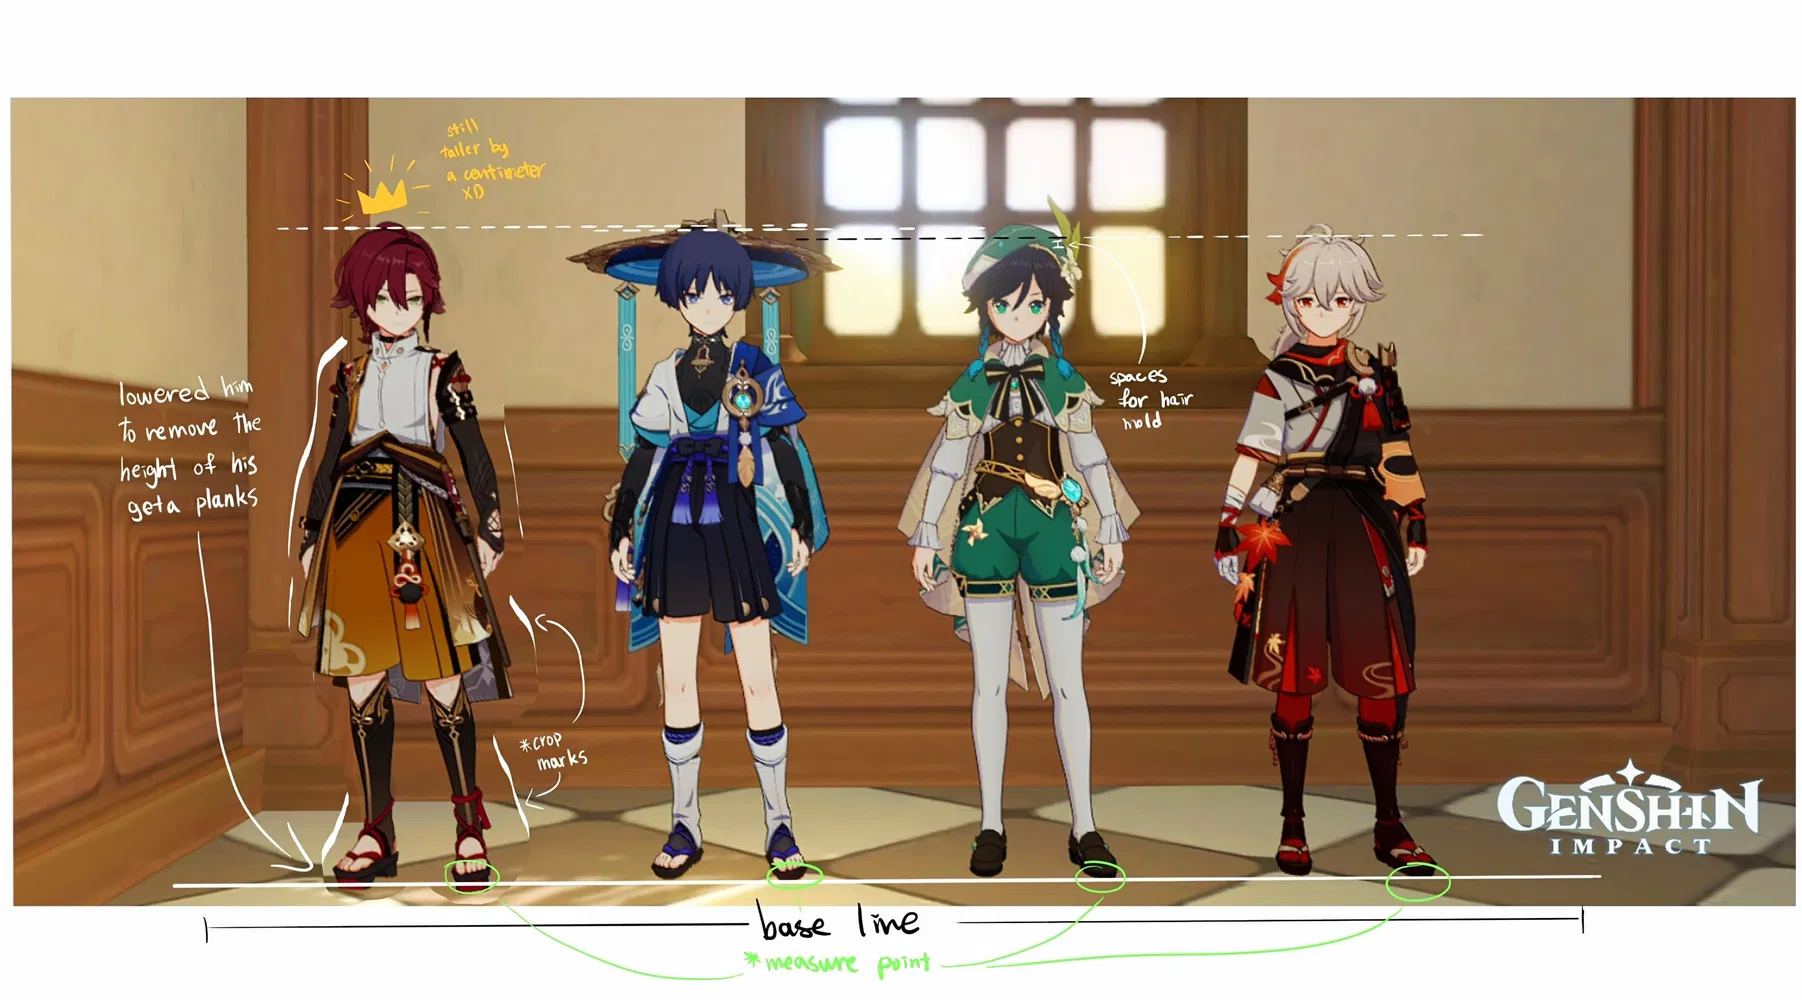 still
taller by
a centimeter
XD
lowered him
to remove the
height of his
geta planks
spaces
for hair
mold
*crop
marks
GENSHIN
IMPACT
base line
*measure point